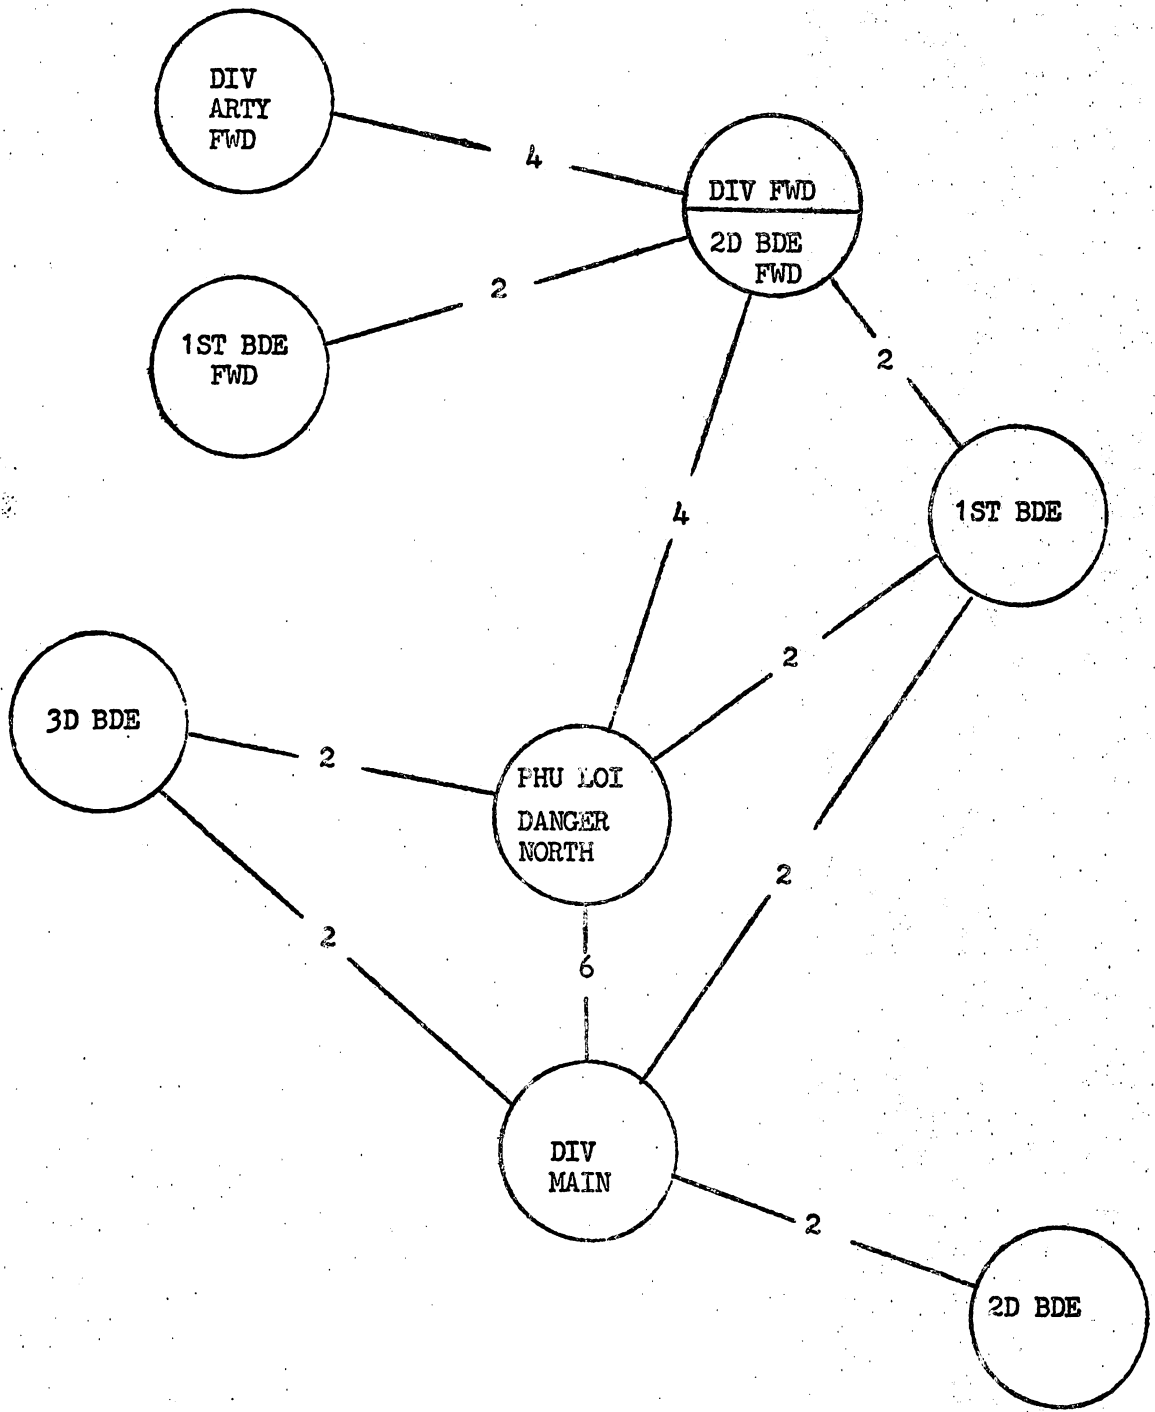 DIV
ARTY
FWD
4
DIV FWD
2D BDE
FWD
2
1ST BDE
FWD
2
4
1ST BDE
2
3D BDE
2
PHU LOI
DANGER
NORTH
2
2
6
DIV
MAIN
2
2D BDE